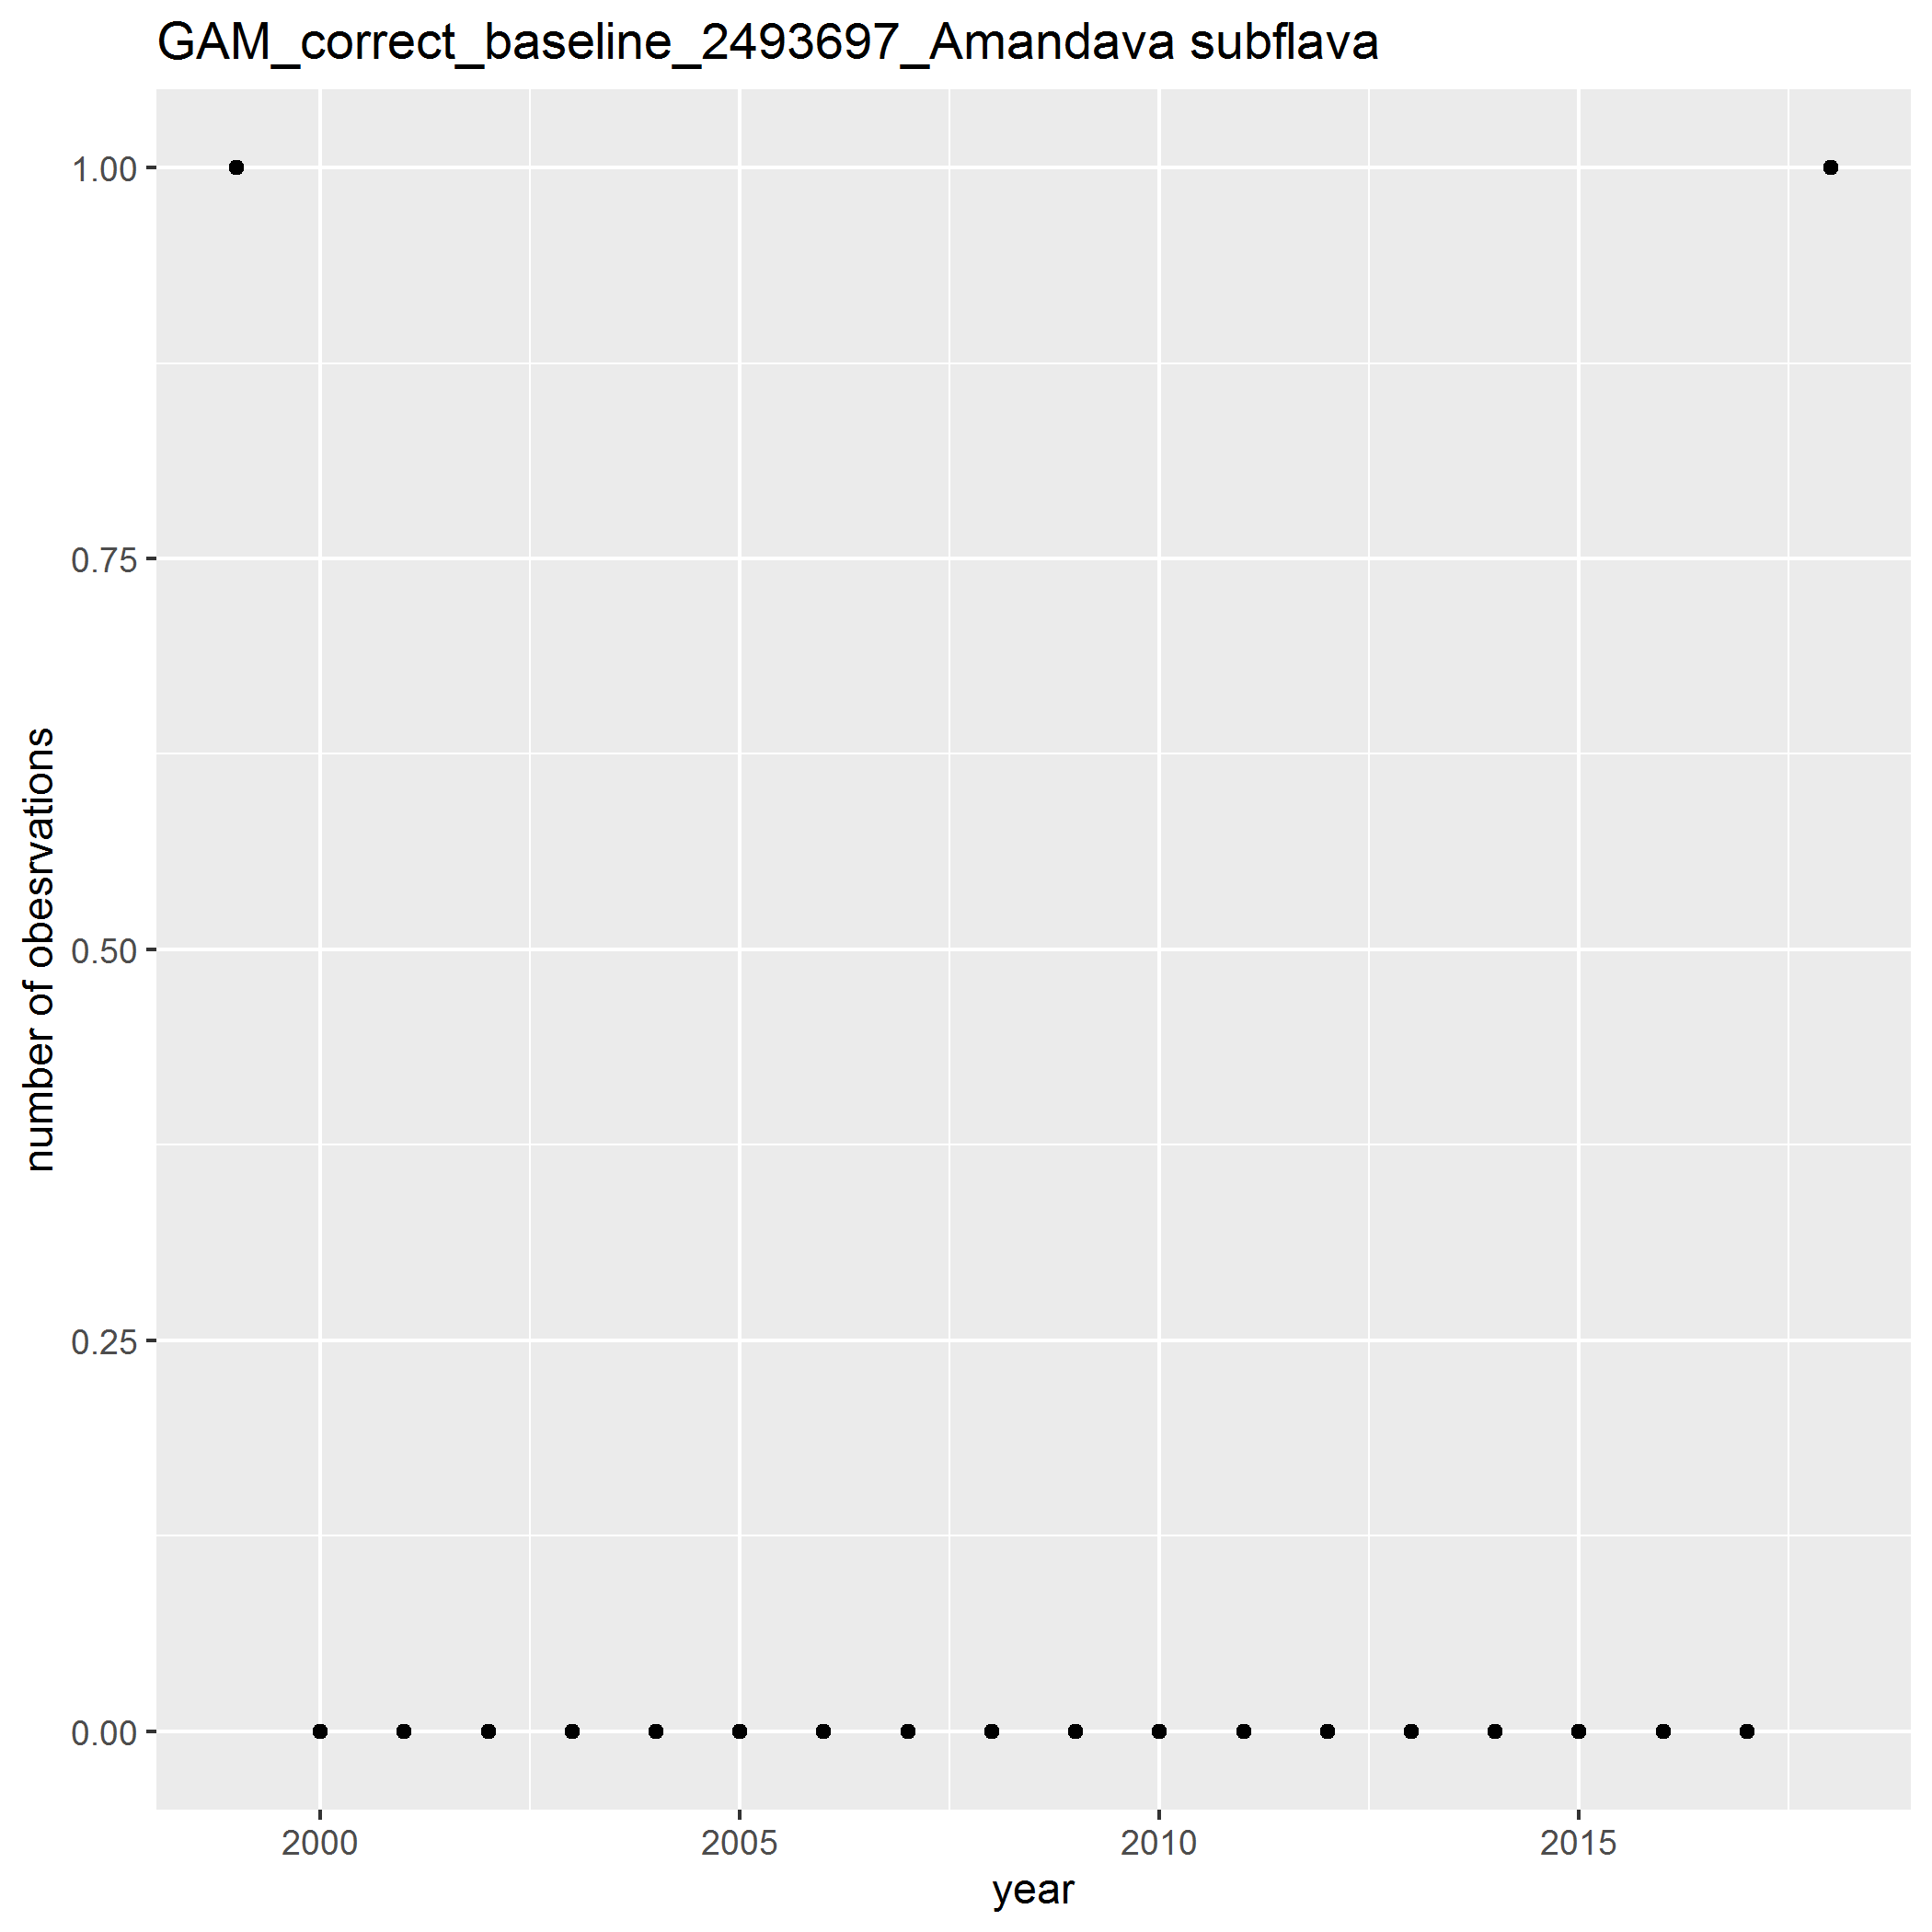 GAM_correct_baseline_2493697_Amandava subflava
1.00
0.75
0.50
0.25
0.00
number of obesrvations
2000 2005 2010 2015
year